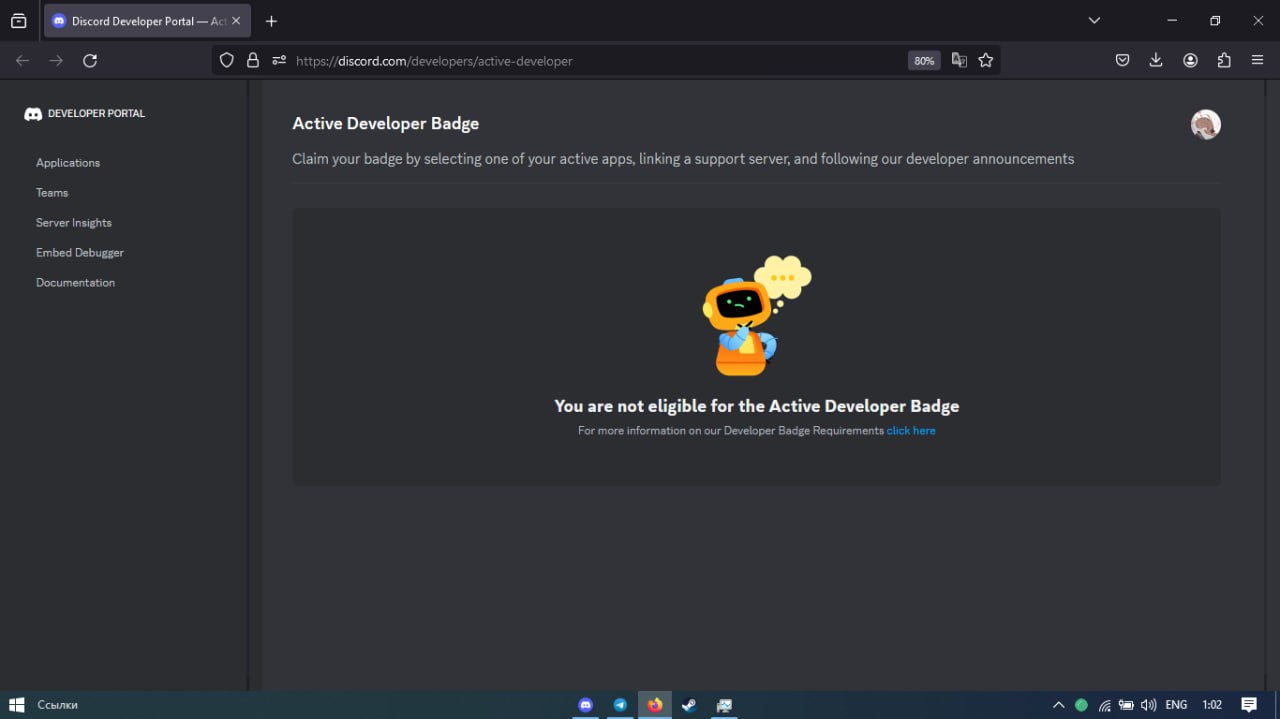 Discord Developer Portal — Act
https://discord.com/developers/active-developer
80%
DEVELOPER PORTAL
Applications
Teams
Server Insights
Embed Debugger
Documentation
Active Developer Badge
Claim your badge by selecting one of your active apps, linking a support server, and following our developer announcements
You are not eligible for the Active Developer Badge
For more information on our Developer Badge Requirements click here
Ссылки
ENG
1:02